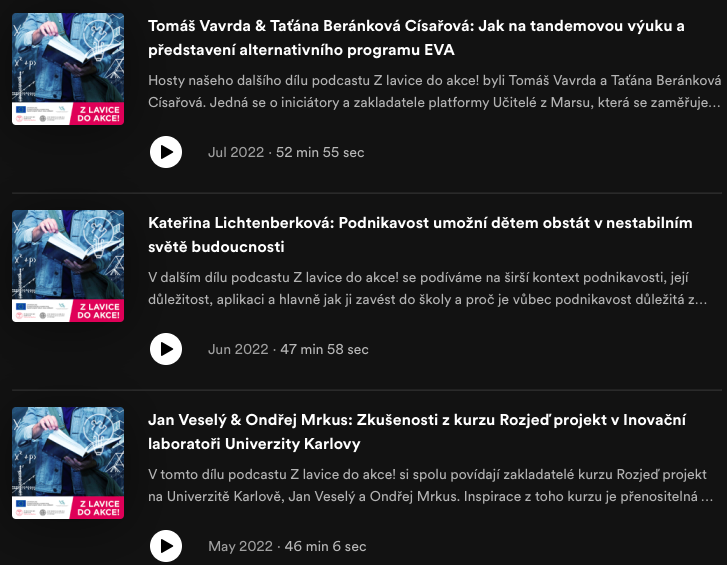 Tomáš Vavrda & Taťána Beránková Císařová: Jak na tandemovou výuku a
představení alternativního programu EVA
Hosty našeho dalšího dílu podcastu Z lavice do akce! byli Tomáš Vavrda a Taťána Beránková
Císařová. Jedná se o iniciátory a zakladatele platformy Učitelé z Marsu, která se zaměřuje...
Z LAVICE
DO AKCE!
Jul 2022 · 52 min 55 sec
Kateřina Lichtenberková: Podnikavost umožní dětem obstát v nestabilním
světě budoucnosti
V dalším dílu podcastu Z lavice do akce! se podíváme na širší kontext podnikavosti, její
důležitost, aplikaci a hlavně jak ji zavést do školy a proč je vůbec podnikavost důležitá z...
Z LAVICE
DO AKCE!
Jun 2022 · 47 min 58 sec
Jan Veselý & Ondřej Mrkus: Zkušenosti z kurzu Rozjeď projekt v Inovační
laboratoři Univerzity Karlovy
V tomto dílu podcastu Z lavice do akce! si spolu povídají zakladatelé kurzu Rozjeď projekt
na Univerzitě Karlově, Jan Veselý a Ondřej Mrkus. Inspirace z toho kurzu je přenositelná ...
Z LAVICE
DO AKCE!
May 2022 · 46 min 6 sec